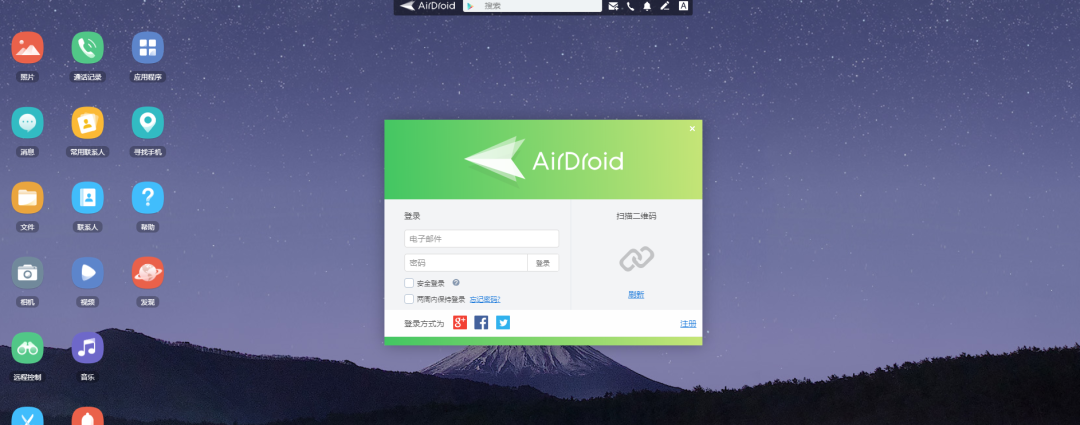 AirDroid
搜索
照片
通话记录
应用程序
消息
常用联系人
寻找手机
文件
联系人
帮助
相机
视频
发现
远程控制
音乐
AirDroid
登录
电子邮件
密码
登录
安全登录
两周内保持登录 忘记密码?
扫描二维码
刷新
登录方式为
注册